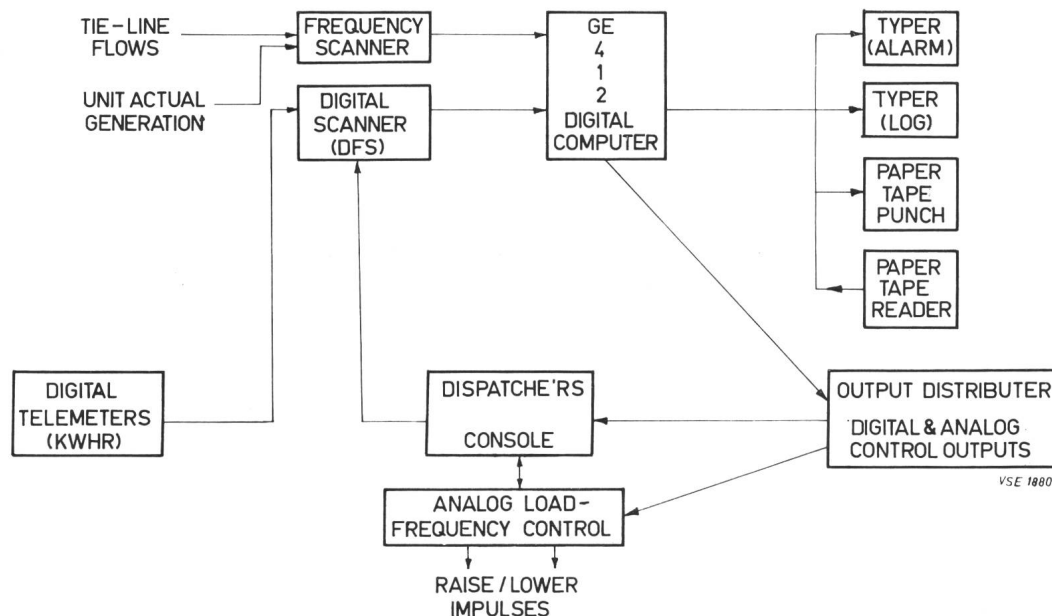 TIE-LINE
FLOWS
FREQUENCY
SCANNER
GE
4
1
2
DIGITAL
COMPUTER
TYPER
(ALARM)
UNIT ACTUAL
GENERATION
DIGITAL
SCANNER
(DFS)
TYPER
(LOG)
PAPER
TAPE
PUNCH
PAPER
TAPE
READER
DIGITAL
TELEMETERS
(KWHR)
DISPATCHE'RS
CONSOLE
OUTPUT DISTRIBUTER
DIGITAL & ANALOG
CONTROL OUTPUTS
VSE 1880
ANALOG LOAD-
FREQUENCY CONTROL
RAISE / LOWER
IMPULSES